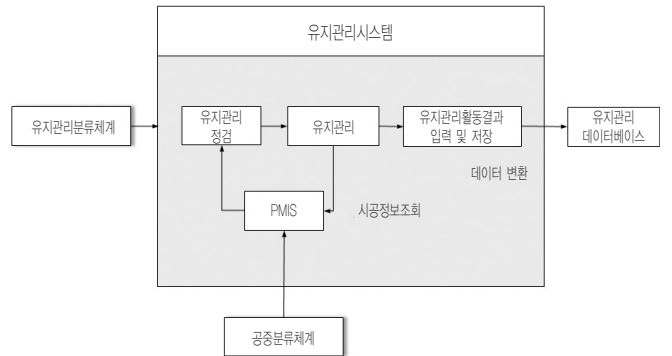 유지관리시스템
유지관리분류체계
유지관리
점검
유지관리
유지관리활동결과
입력 및 저장
유지관리
데이터베이스
데이터 변환
PMIS
시공정보조회
공중분류체계